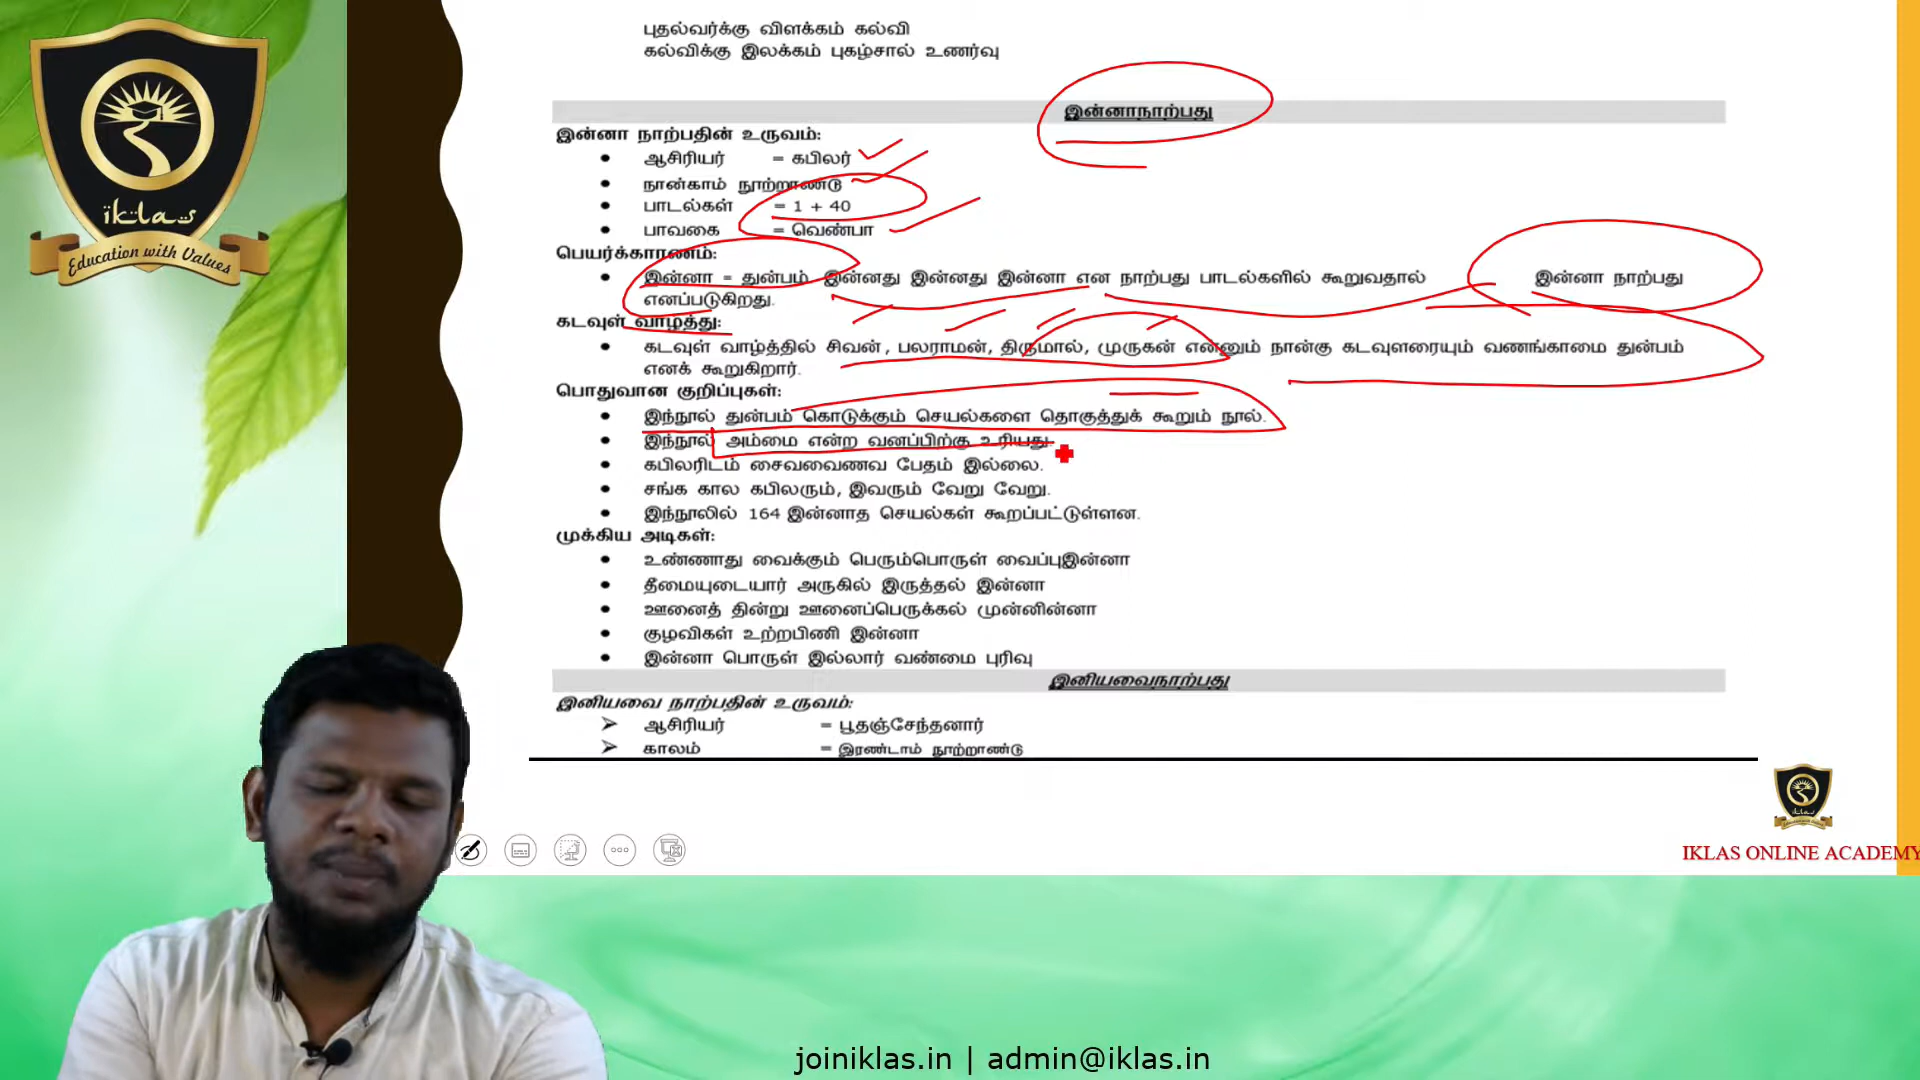 புதல்வர்க்கு விளக்கம் கல்வி
கல்விக்கு இலக்கம் புகழ்சால் உணர்வு
இன்னாநாற்பது
இன்னா நாற்பதின் உருவம்:
• ஆசிரியர் = கபிலர்
• நான்காம் நூற்றாண்டு
• பாடல்கள் = 1 + 40
• பாவகை = வெண்பா
பெயர்க்காரணம்:
• இன்னா = துன்பம் இன்னது இன்னது இன்னா என நாற்பது பாடல்களில் கூறுவதால் இன்னா நாற்பது
எனப்படுகிறது.
கடவுள் வாழ்த்து:
• கடவுள் வாழ்த்தில் சிவன், பலராமன், திருமால், முருகன் என்னும் நான்கு கடவுளரையும் வணங்காமை துன்பம்
எனக் கூறுகிறார்.
பொதுவான குறிப்புகள்:
• இந்நூல் துன்பம் கொடுக்கும் செயல்களை தொகுத்துக் கூறும் நூல்.
• இந்நூல் அம்மை என்ற வனப்பிற்கு உரியது.
• கபிலரிடம் சைவவைணவ பேதம் இல்லை.
• சங்க கால கபிலரும், இவரும் வேறு வேறு.
• இந்நூலில் 164 இன்னாத செயல்கள் கூறப்பட்டுள்ளன.
முக்கிய அடிகள்:
• உண்ணாது வைக்கும் பெரும்பொருள் வைப்புஇன்னா
• தீமையுடையார் அருகில் இருத்தல் இன்னா
• ஊனைத் தின்று ஊனைப்பெருக்கல் முன்னின்னா
• குழவிகள் உற்றபிணி இன்னா
• இன்னா பொருள் இல்லார் வண்மை புரிவு
இனியவைநாற்பது
இனியவை நாற்பதின் உருவம்:
➢ ஆசிரியர் = பூதஞ்சேந்தனார்
➢ காலம் = இரண்டாம் நூற்றாண்டு
iklas
Education with Values
IKLAS ONLINE ACADEMY
joiniklas.in | admin@iklas.in